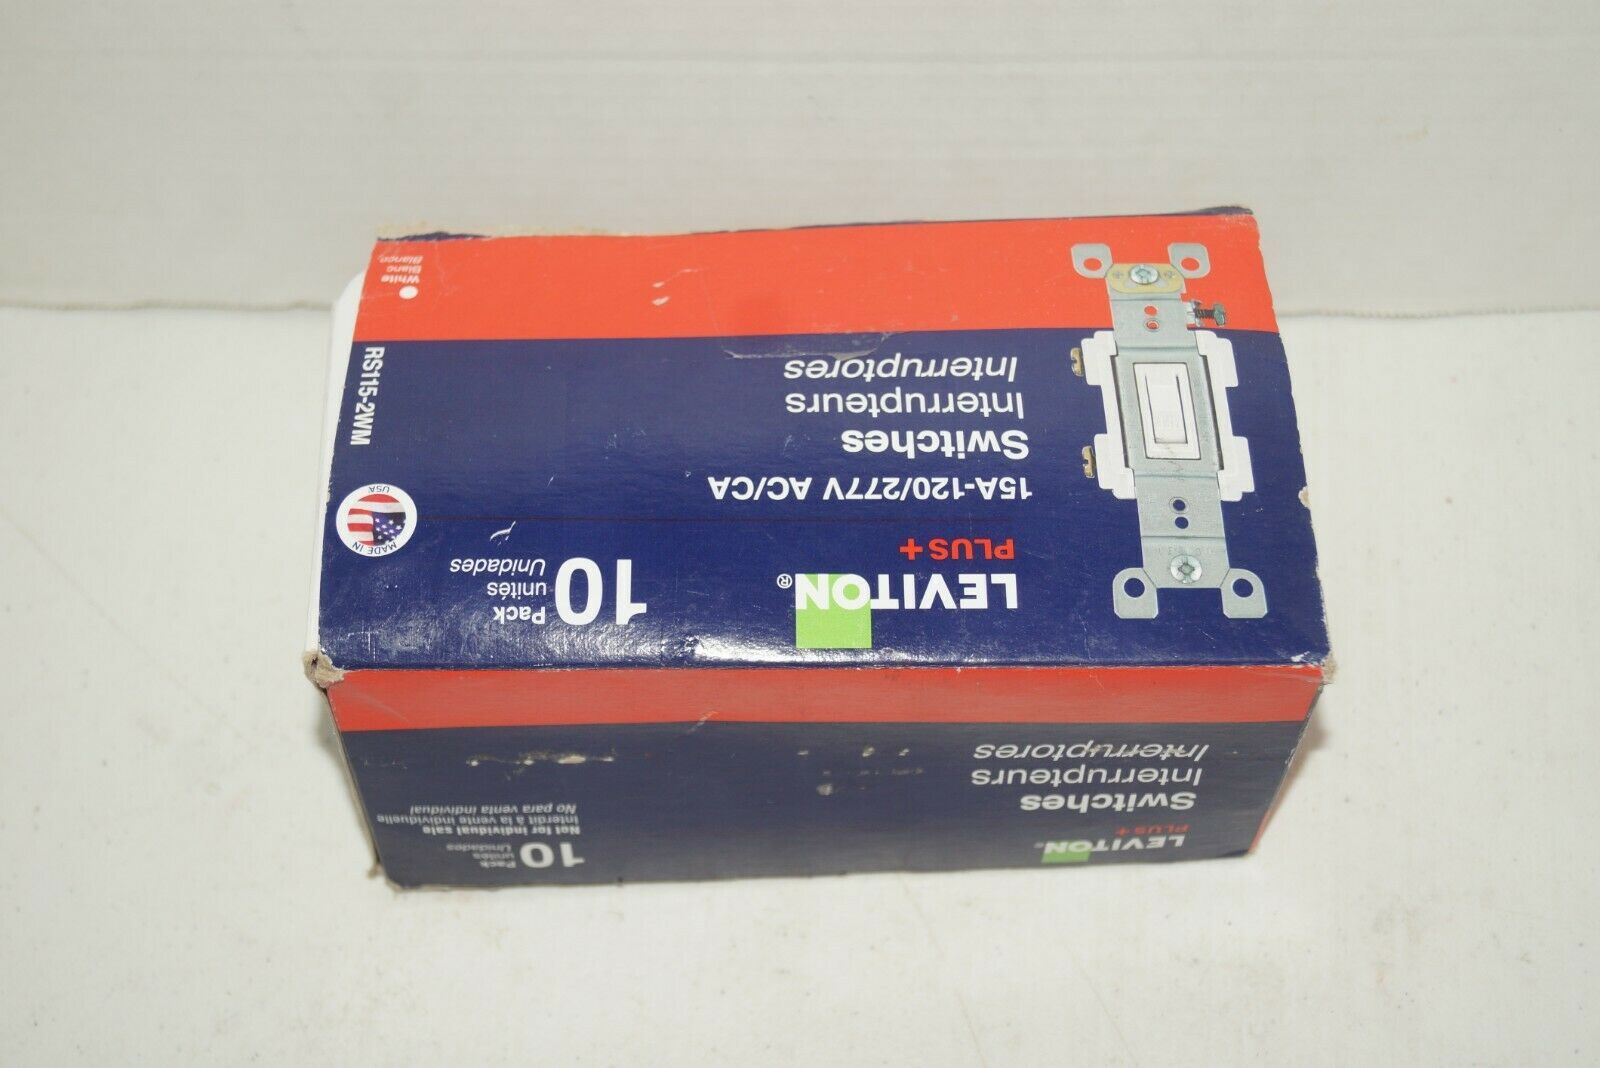 LEVITON®
PLUS+
15A-120/277V AC/CA
Switches
Interrupteurs
Interruptores
10
Pack
unités
Unidades
MADE IN
USA
RS115-2WM
White
Blanc
Blanco
LEVITON®
PLUS+
Switches
Interrupteurs
Interruptores
10
Pack
unités
Unidades
Not for individual sale
Interdit à la vente individuelle
No para venta individual